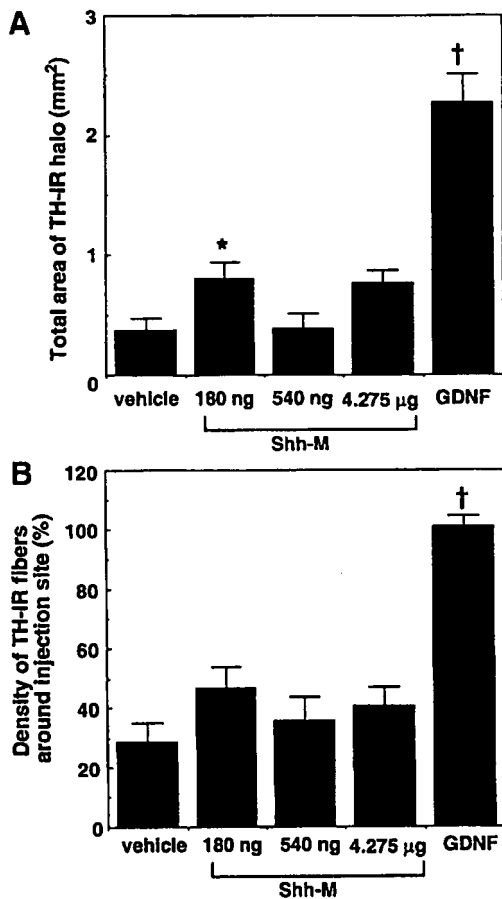 A
Total area of TH-IR halo (mm²)
3
2
1
0
*
†
vehicle 180 ng 540 ng 4.275 µg GDNF
Shh-M
B
Density of TH-IR fibers
around injection site (%)
120
100
80
60
40
20
0
†
vehicle 180 ng 540 ng 4.275 µg GDNF
Shh-M